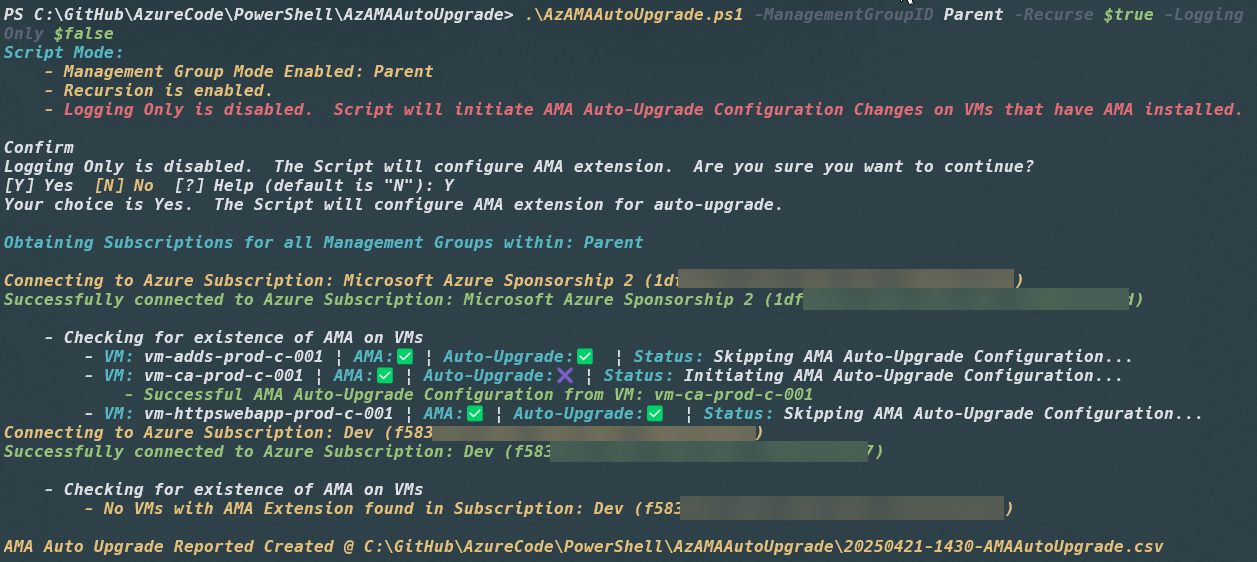 PS C:\GitHub\AzureCode\PowerShell\AzAMAAutoUpgrade> .\AzAMAAutoUpgrade.ps1 -ManagementGroupID Parent -Recurse $true -Logging
Only $false
Script Mode:
- Management Group Mode Enabled: Parent
- Recursion is enabled.
- Logging Only is disabled.  Script will initiate AMA Auto-Upgrade Configuration Changes on VMs that have AMA installed.
Confirm
Logging Only is disabled.  The Script will configure AMA extension.  Are you sure you want to continue?
[Y] Yes  [N] No  [?] Help (default is "N"): Y
Your choice is Yes.  The Script will configure AMA extension for auto-upgrade.
Obtaining Subscriptions for all Management Groups within: Parent
Connecting to Azure Subscription: Microsoft Azure Sponsorship 2 (1df )
Successfully connected to Azure Subscription: Microsoft Azure Sponsorship 2 (1df d)
- Checking for existence of AMA on VMs
- VM: vm-adds-prod-c-001 ¦ AMA:✅ ¦ Auto-Upgrade:✅ ¦ Status: Skipping AMA Auto-Upgrade Configuration...
- VM: vm-ca-prod-c-001 ¦ AMA:✅ ¦ Auto-Upgrade:❌ ¦ Status: Initiating AMA Auto-Upgrade Configuration...
- Successful AMA Auto-Upgrade Configuration from VM: vm-ca-prod-c-001
- VM: vm-httpswebapp-prod-c-001 ¦ AMA:✅ ¦ Auto-Upgrade:✅ ¦ Status: Skipping AMA Auto-Upgrade Configuration...
Connecting to Azure Subscription: Dev (f583 )
Successfully connected to Azure Subscription: Dev (f583 7)
- Checking for existence of AMA on VMs
- No VMs with AMA Extension found in Subscription: Dev (f583 )
AMA Auto Upgrade Reported Created @ C:\GitHub\AzureCode\PowerShell\AzAMAAutoUpgrade\20250421-1430-AMAAutoUpgrade.csv